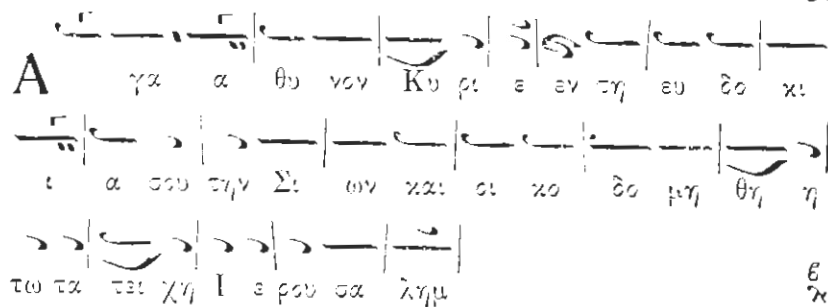 Α γα α θυ νον Κυ ρι ε εν τη ευ δο κι
ι α σου την Σι ων και οι κο δο μη θη η
τω τα τει χη Ι ε ρου σα λημ